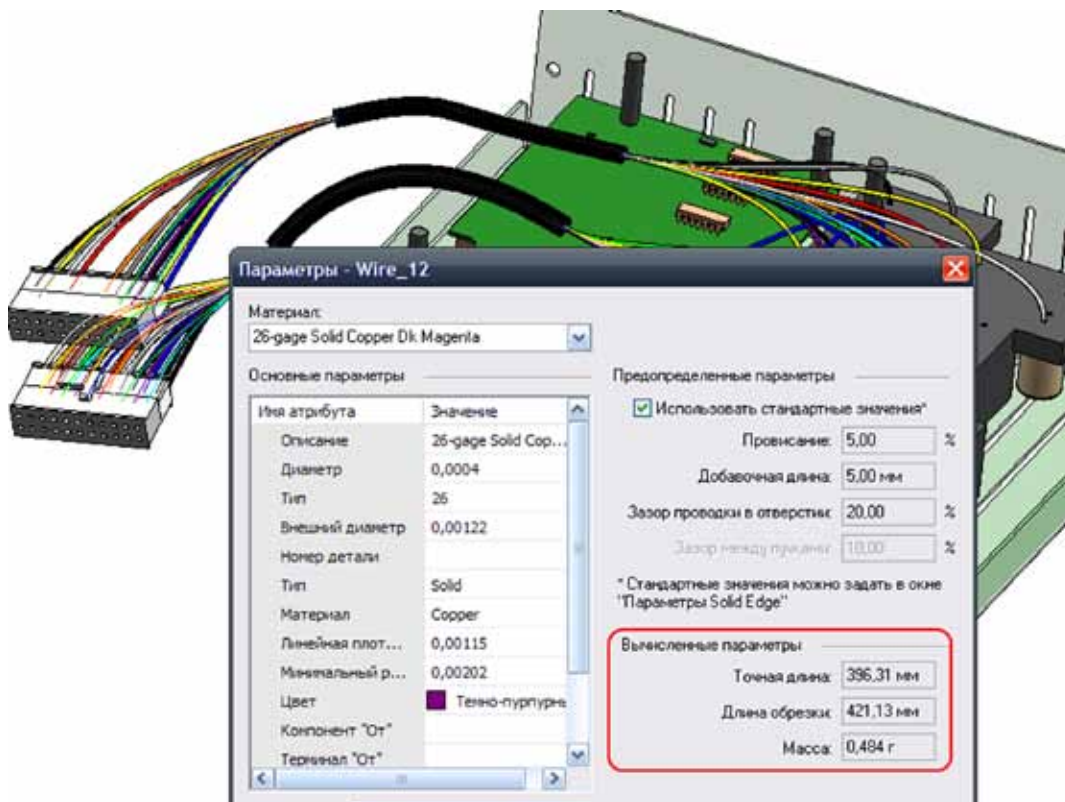 Параметры - Wire_12
Материал:
26-gage Solid Copper Dk Magenta
Основные параметры
Имя атрибута Значение
Описание 26-gage Solid Cop...
Диаметр 0,0004
Тип 26
Внешний диаметр 0,00122
Номер детали
Тип Solid
Материал Copper
Линейная плот... 0,00115
Минимальный р... 0,00202
Цвет Темно-пурпурн
Компонент "От"
Терминал "От"
Предопределенные параметры
Использовать стандартные значения*
Провисание: 5,00 %
Добавочная длина: 5,00 мм
Зазор проводки в отверстии: 20,00 %
Зазор между пучками: 10,00 %
* Стандартные значения можно задать в окне
"Параметры Solid Edge"
Вычисленные параметры
Точная длина: 396,31 мм
Длина обрезки: 421,13 мм
Масса: 0,484 г